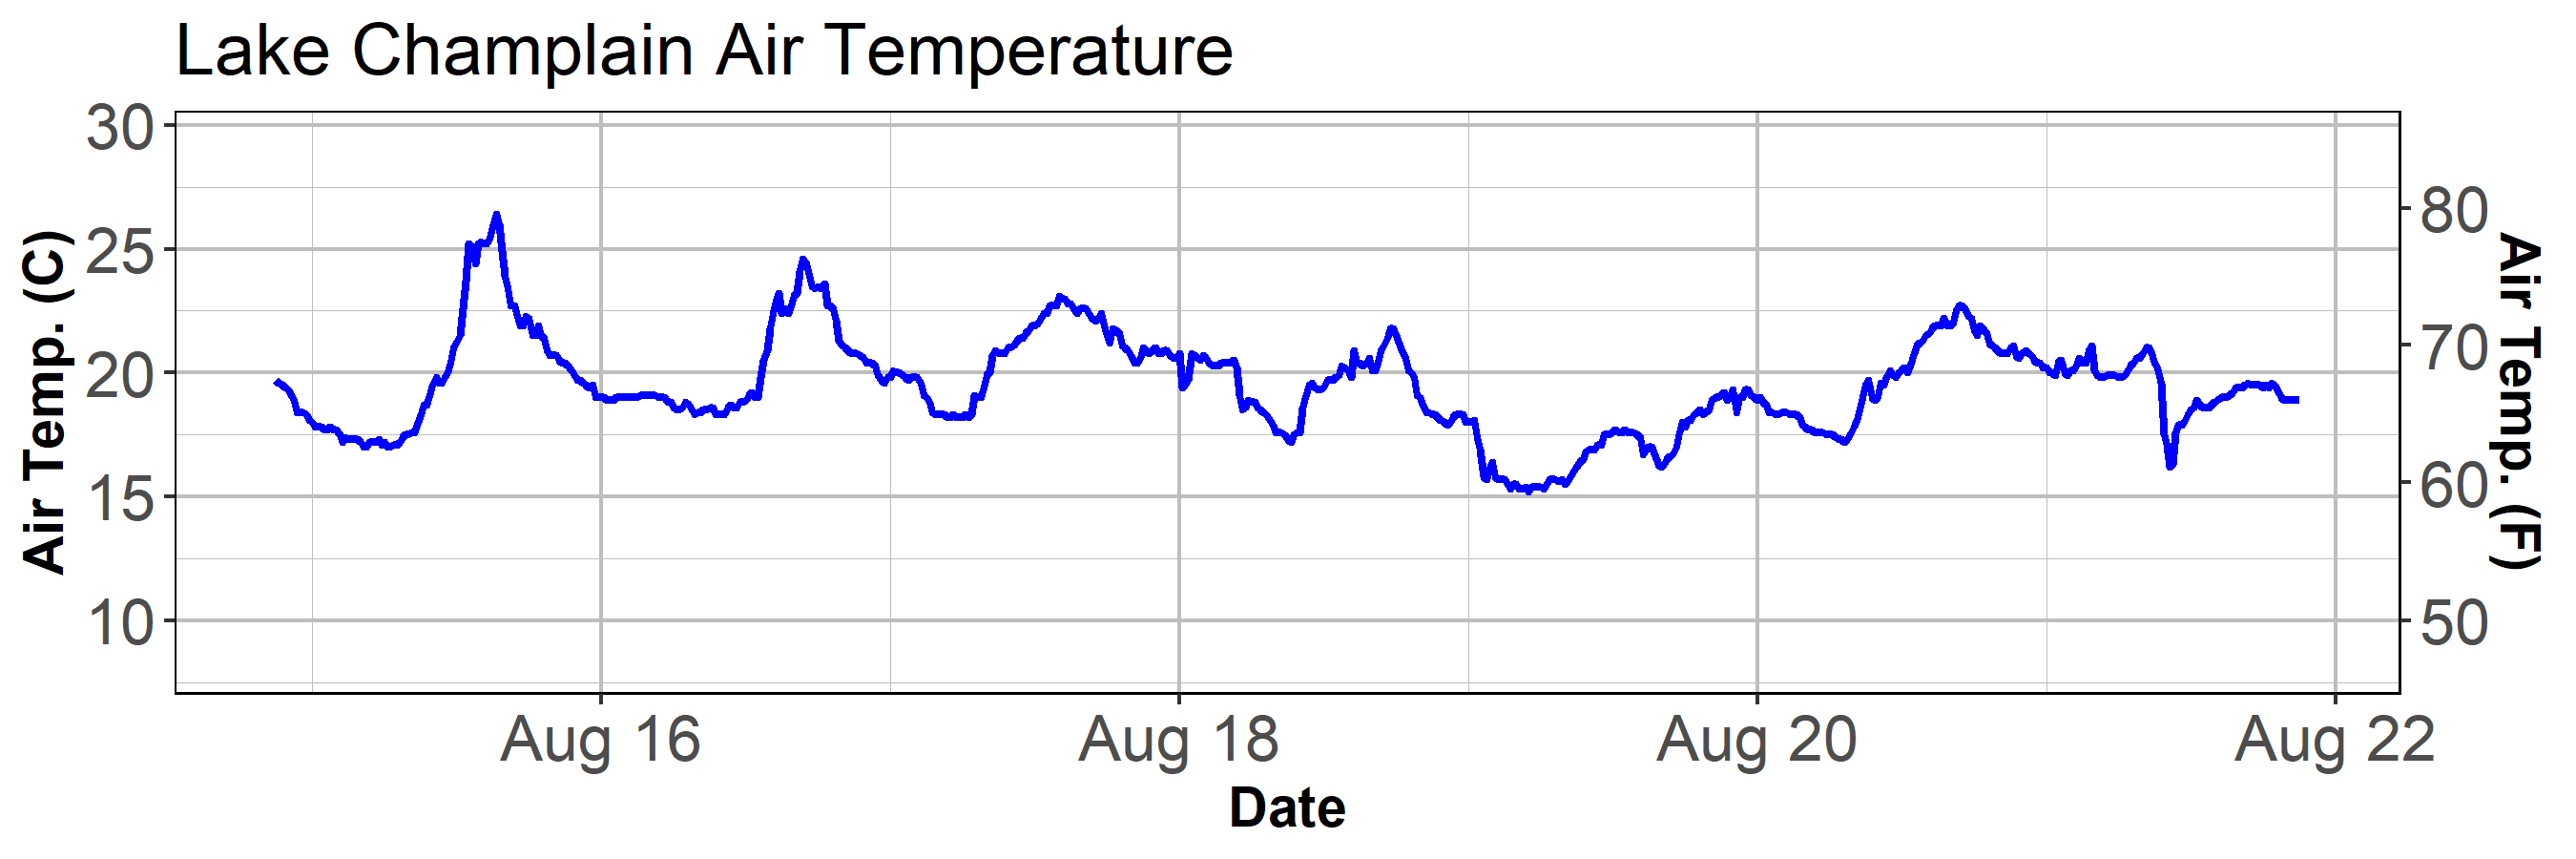 Lake Champlain Air Temperature
Air Temp. (C)
30
25
20
15
10
80
70
60
50
Air Temp. (F)
Aug 16
Aug 18
Aug 20
Aug 22
Date